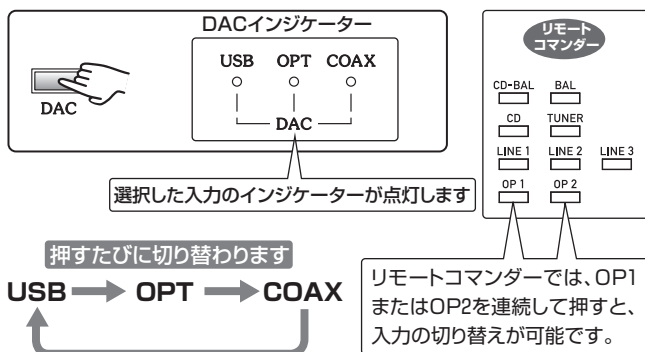 DACインジケーター
USB OPT COAX
DAC
DAC
選択した入力のインジケーターが点灯します
押すたびに切り替わります
USB OPT COAX
リモート
コマンダー
CD-BAL BAL
CD TUNER
LINE 1 LINE 2 LINE 3
OP 1 OP 2
リモートコマンダーでは、OP1
またはOP2を連続して押すと、
入力の切り替えが可能です。